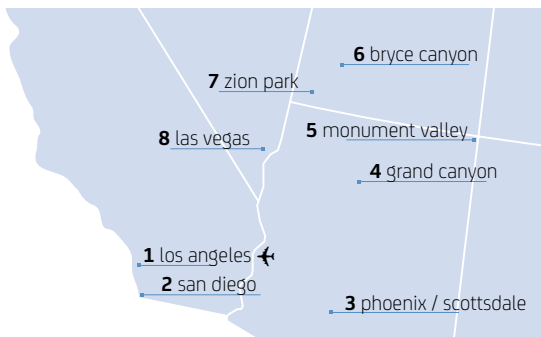 6 bryce canyon
7 zion park
5 monument valley
8 las vegas
4 grand canyon
1 los angeles
2 san diego
3 phoenix / scottsdale